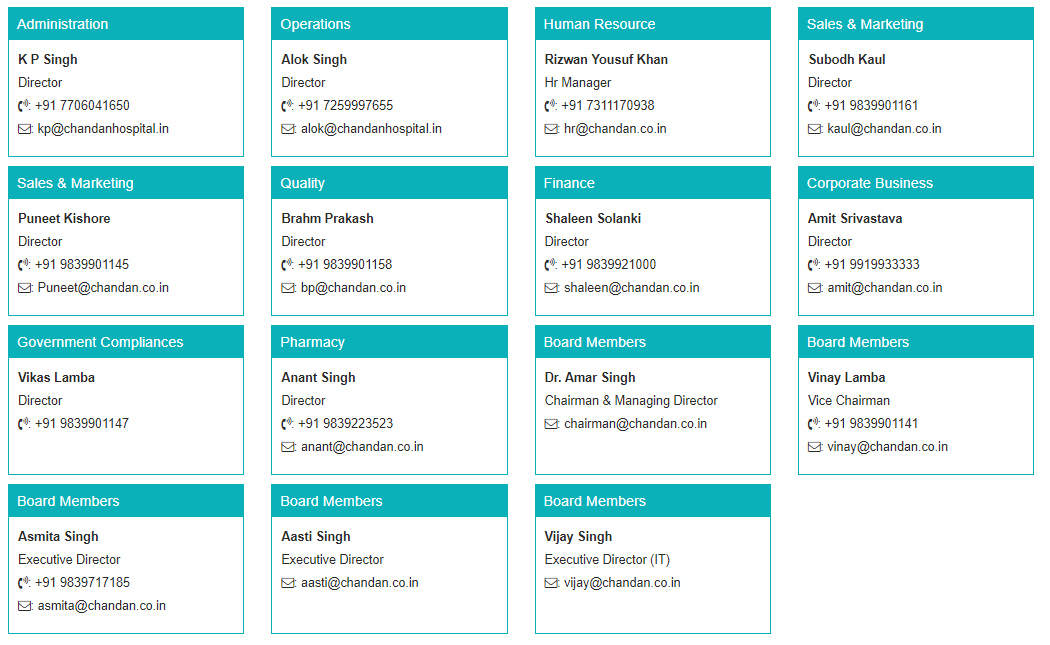 Administration
K P Singh
Director
: +91 7706041650
: kp@chandanhospital.in
Operations
Alok Singh
Director
: +91 7259997655
: alok@chandanhospital.in
Human Resource
Rizwan Yousuf Khan
Hr Manager
: +91 7311170938
: hr@chandan.co.in
Sales & Marketing
Subodh Kaul
Director
: +91 9839901161
: kaul@chandan.co.in
Sales & Marketing
Puneet Kishore
Director
: +91 9839901145
: Puneet@chandan.co.in
Quality
Brahm Prakash
Director
: +91 9839901158
: bp@chandan.co.in
Finance
Shaleen Solanki
Director
: +91 9839921000
: shaleen@chandan.co.in
Corporate Business
Amit Srivastava
Director
: +91 9919933333
: amit@chandan.co.in
Government Compliances
Vikas Lamba
Director
: +91 9839901147
Pharmacy
Anant Singh
Director
: +91 9839223523
: anant@chandan.co.in
Board Members
Dr. Amar Singh
Chairman & Managing Director
: chairman@chandan.co.in
Board Members
Vinay Lamba
Vice Chairman
: +91 9839901141
: vinay@chandan.co.in
Board Members
Asmita Singh
Executive Director
: +91 9839717185
: asmita@chandan.co.in
Board Members
Aasti Singh
Executive Director
: aasti@chandan.co.in
Board Members
Vijay Singh
Executive Director (IT)
: vijay@chandan.co.in